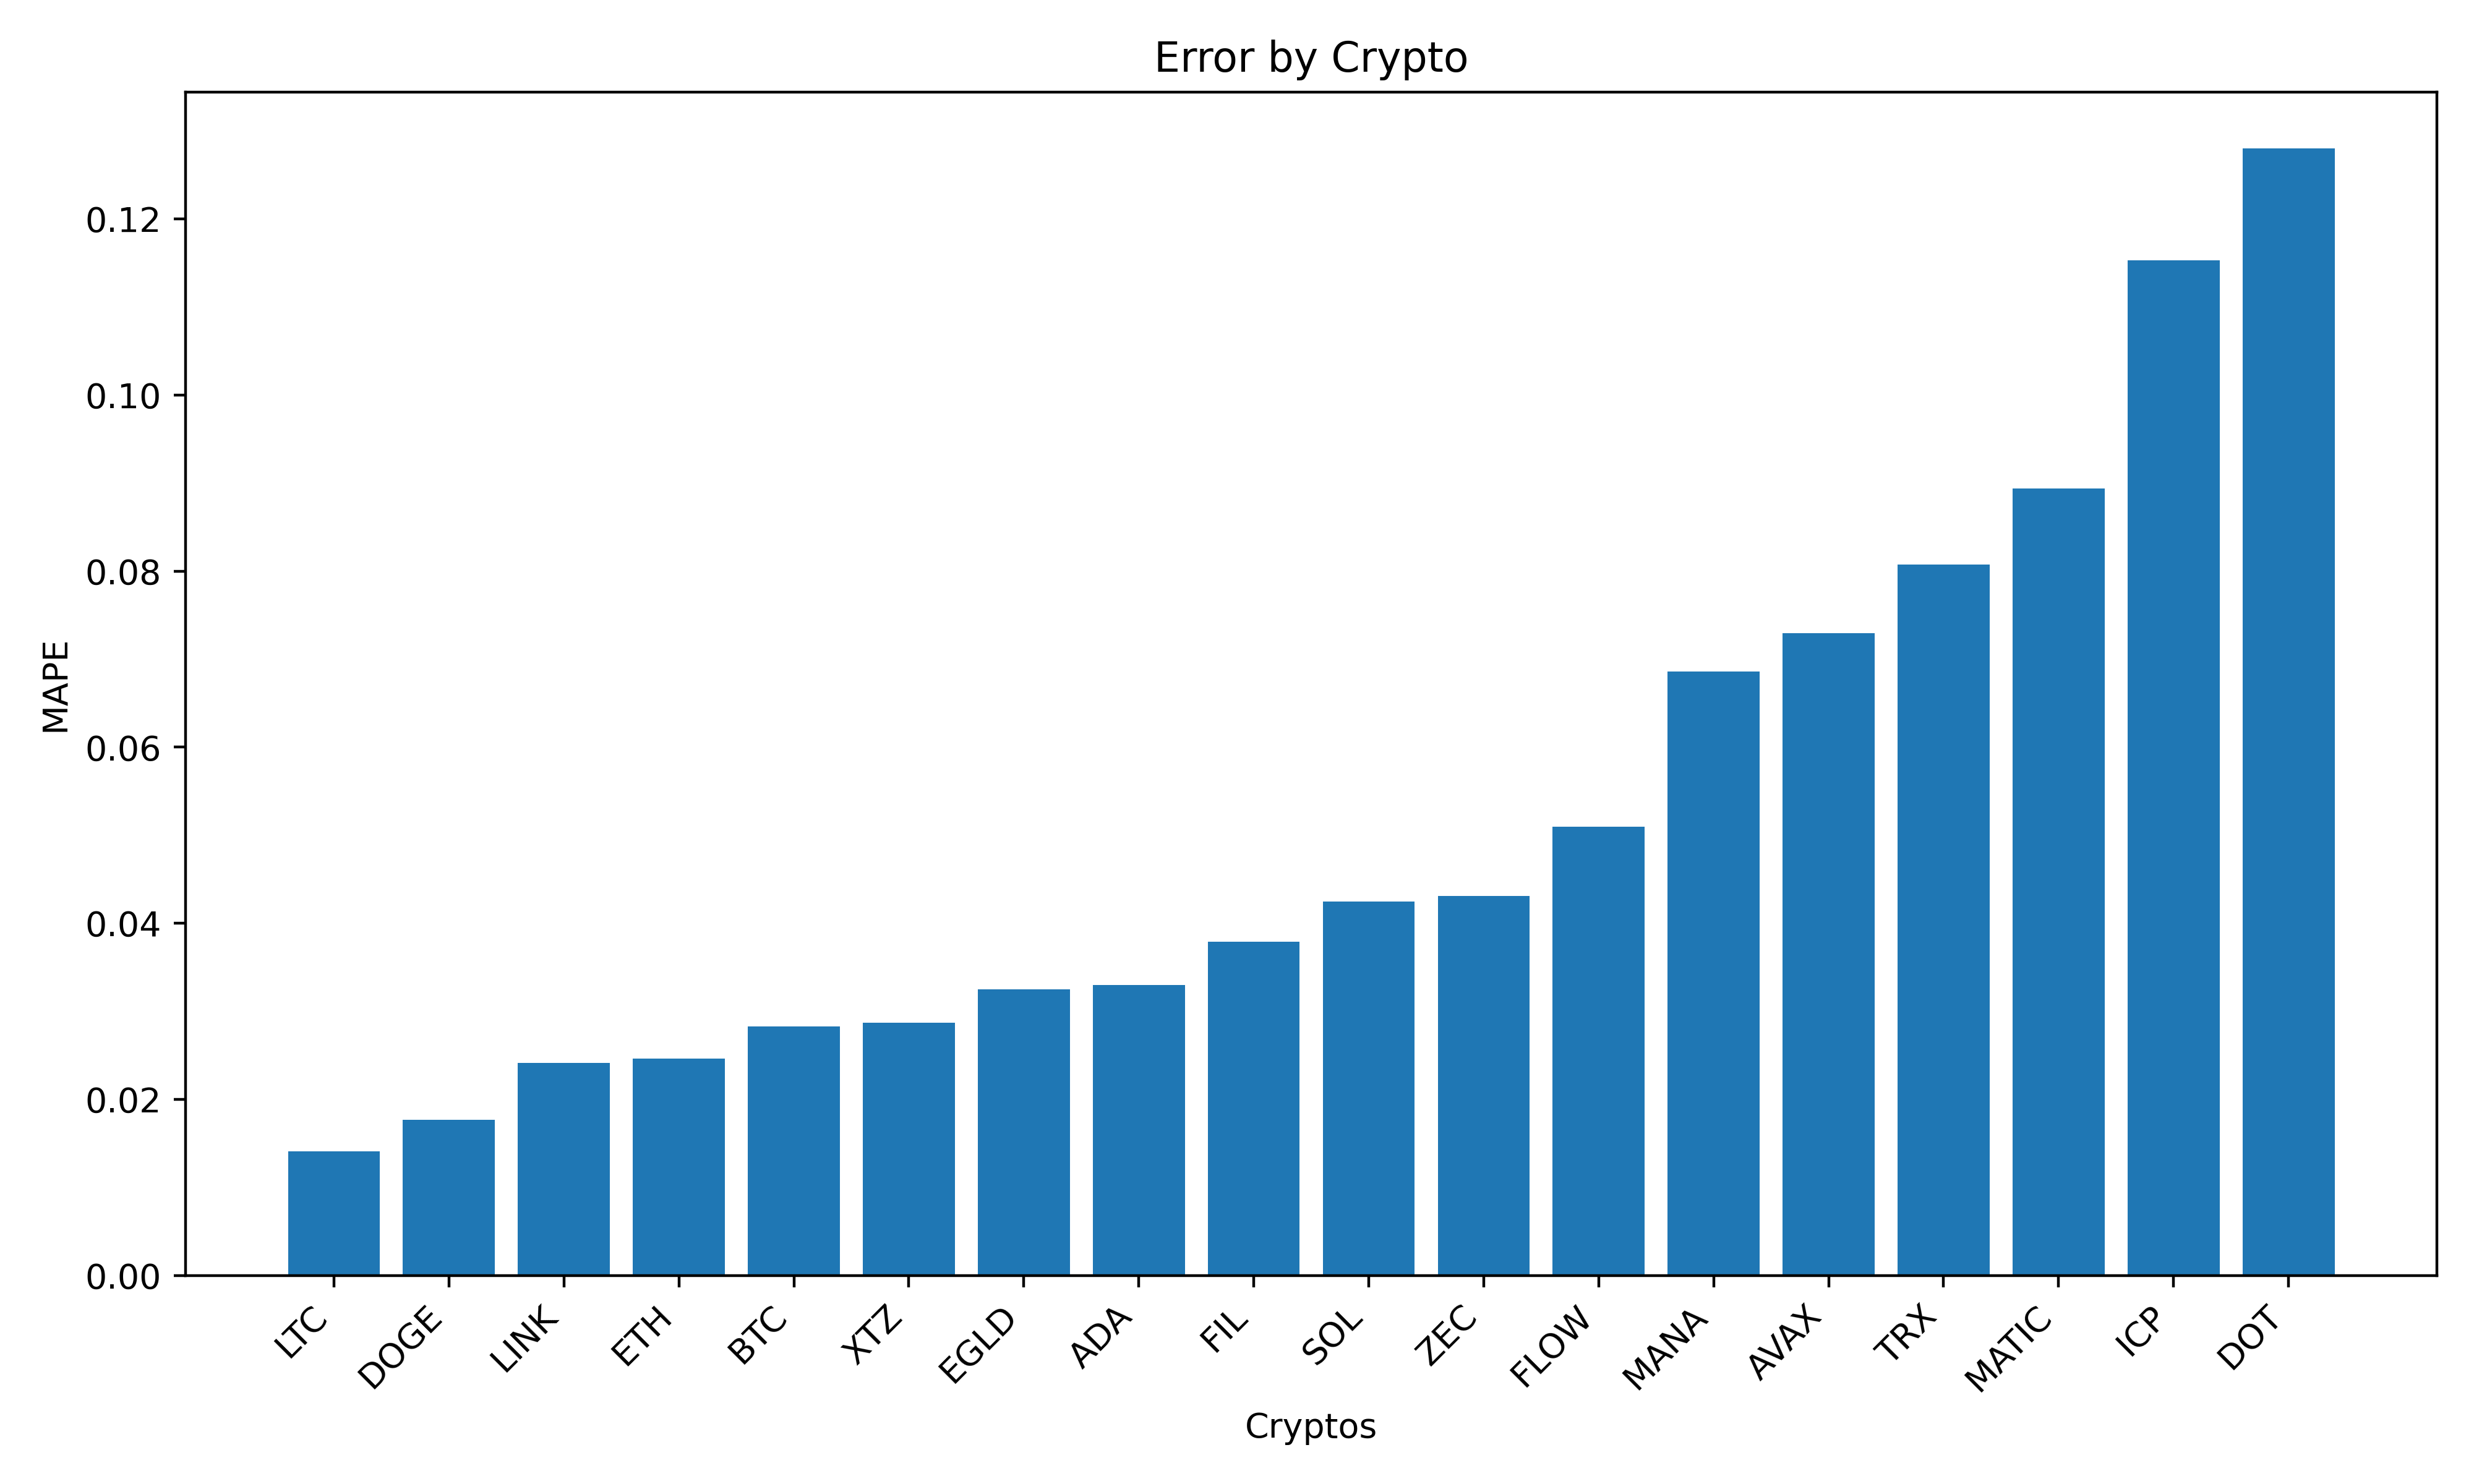 Error by Crypto
0.12
0.10
0.08
0.06
0.04
0.02
0.00
MAPE
LTC
DOGE
LINK
ETH
BTC
XTZ
EGLD
ADA
FIL
SOL
ZEC
FLOW
MANA
AVAX
TRX
MATIC
ICP
DOT
Cryptos